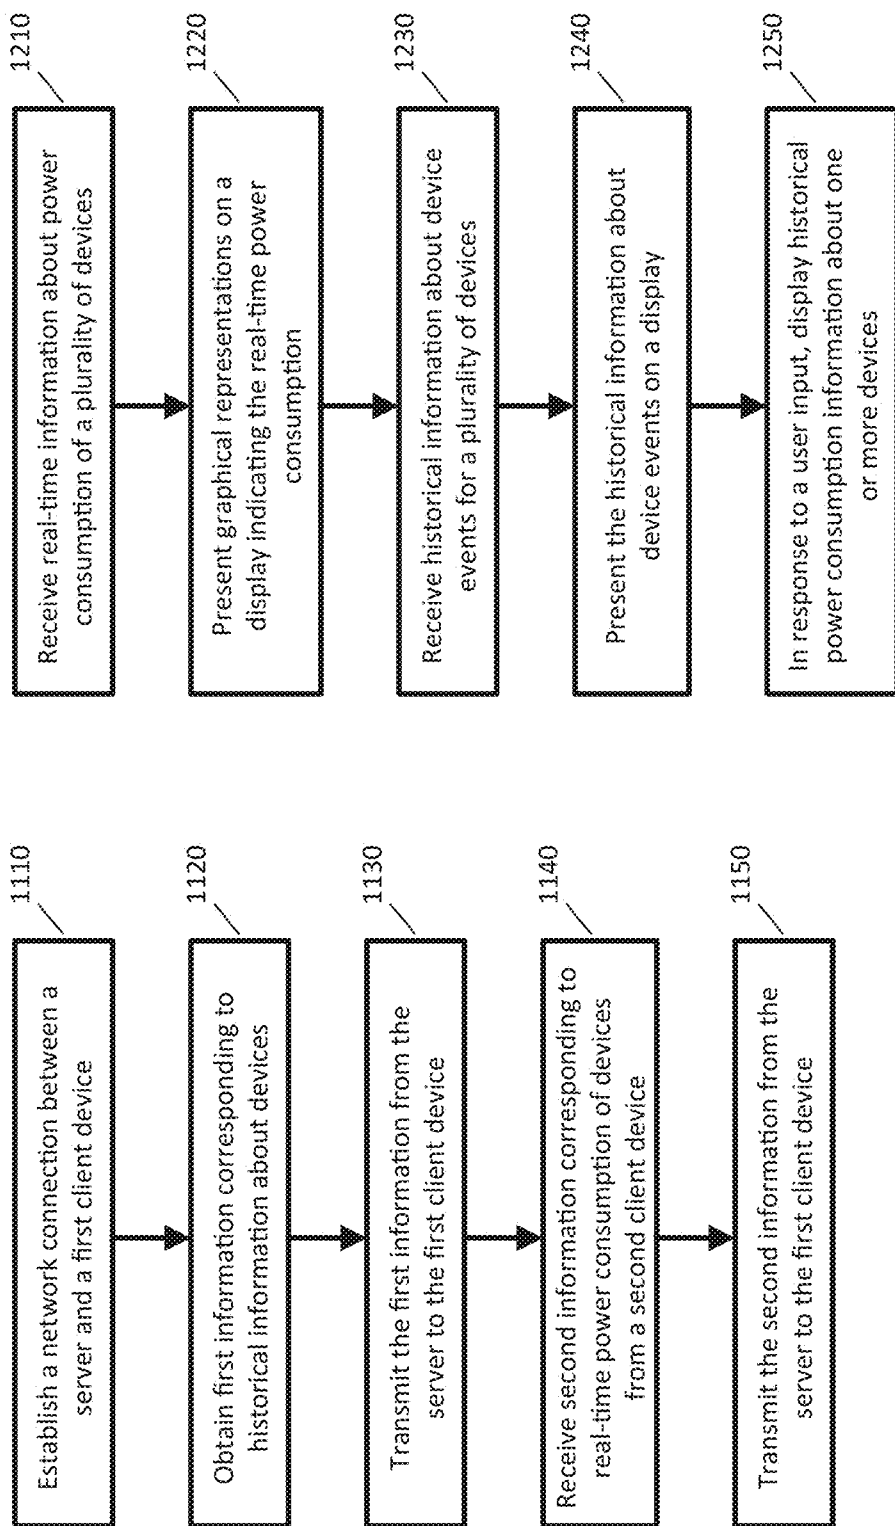 1110
Establish a network connection between a
server and a first client device
1120
Obtain first information corresponding to
historical information about devices
1130
Transmit the first information from the
server to the first client device
1140
Receive second information corresponding to
real-time power consumption of devices
from a second client device
1150
Transmit the second information from the
server to the first client device
1210
Receive real-time information about power
consumption of a plurality of devices
1220
Present graphical representations on a
display indicating the real-time power
consumption
1230
Receive historical information about device
events for a plurality of devices
1240
Present the historical information about
device events on a display
1250
In response to a user input, display historical
power consumption information about one
or more devices